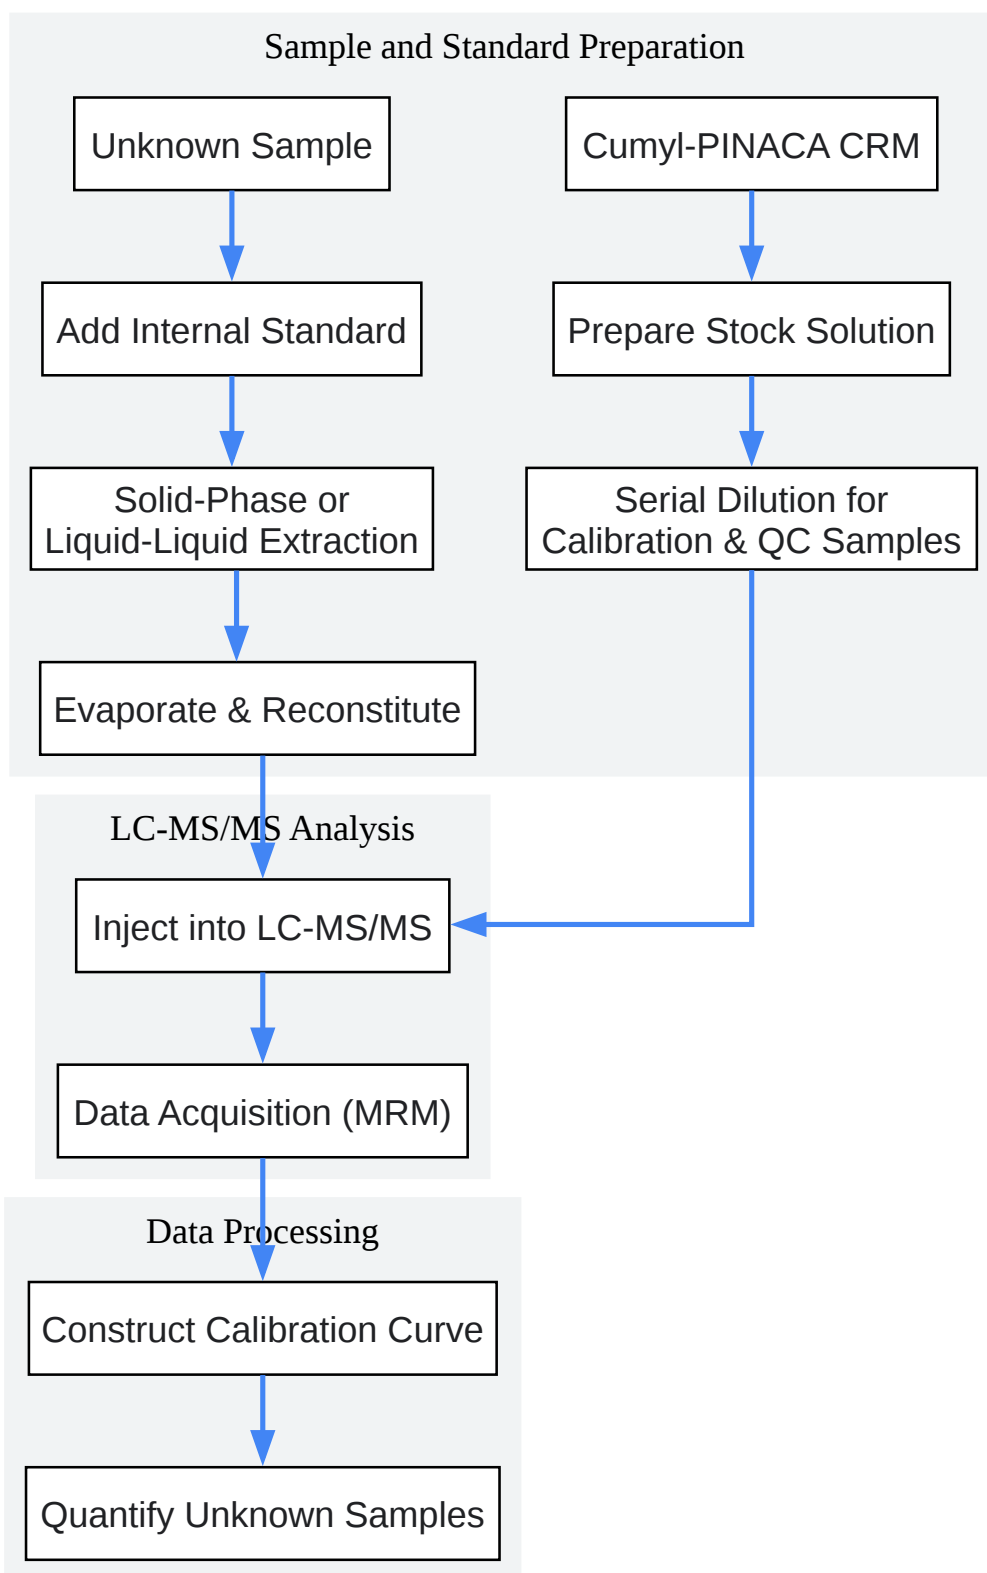 Sample and Standard Preparation
Unknown Sample
Cumyl-PINACA CRM
Add Internal Standard
Prepare Stock Solution
Solid-Phase or
Liquid-Liquid Extraction
Serial Dilution for
Calibration & QC Samples
Evaporate & Reconstitute
LC-MS/MS Analysis
Inject into LC-MS/MS
Data Acquisition (MRM)
Data Processing
Construct Calibration Curve
Quantify Unknown Samples